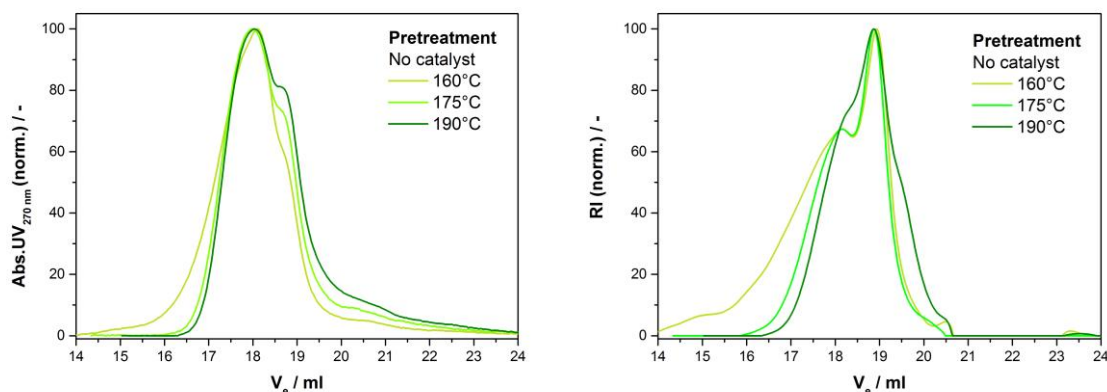 Abs.UV270 nm (norm.) / -
100
80
60
40
20
0
Pretreatment
No catalyst
160°C
175°C
190°C
14 15 16 17 18 19 20 21 22 23 24
Ve / ml
RI (norm.) / -
100
80
60
40
20
0
Pretreatment
No catalyst
160°C
175°C
190°C
14 15 16 17 18 19 20 21 22 23 24
Ve / ml